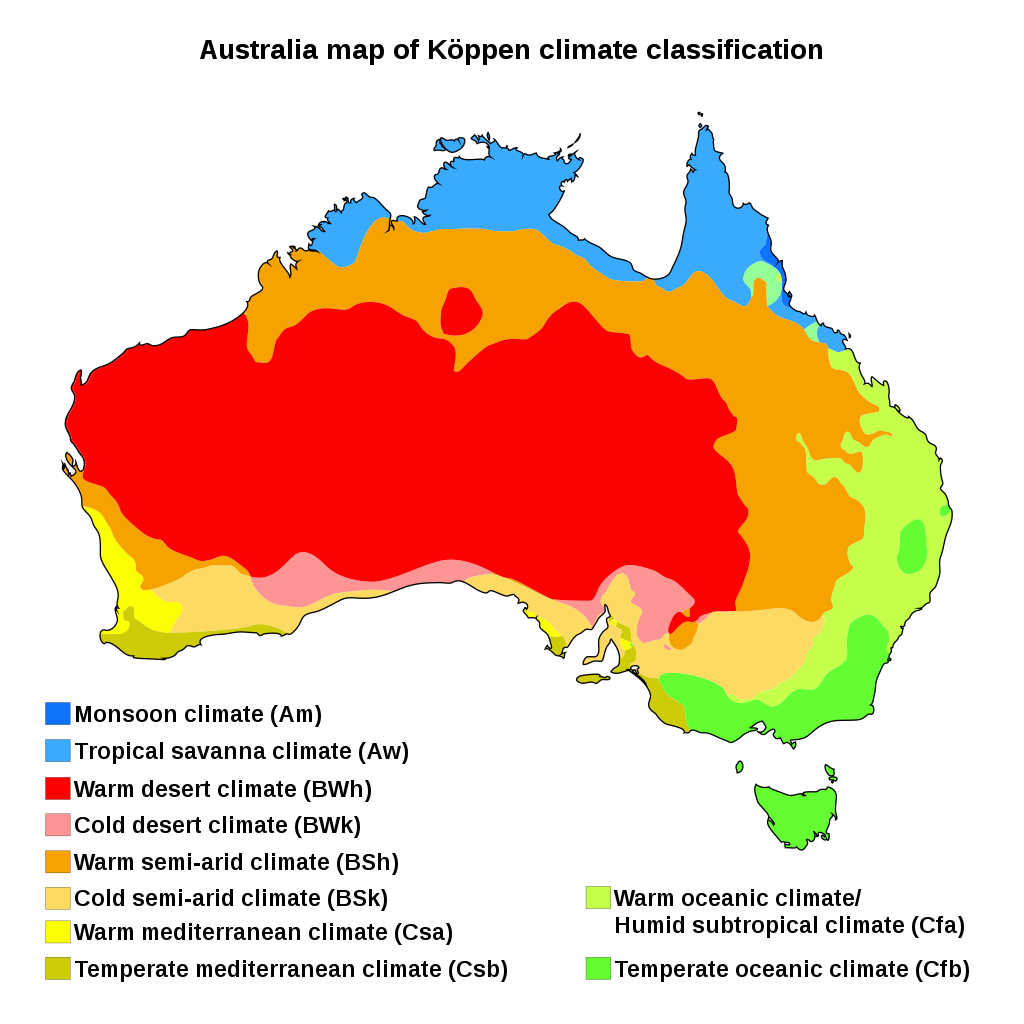 Australia map of Köppen climate classification
Monsoon climate (Am)
Tropical savanna climate (Aw)
Warm desert climate (BWh)
Cold desert climate (BWk)
Warm semi-arid climate (BSh)
Cold semi-arid climate (BSk)
Warm mediterranean climate (Csa)
Temperate mediterranean climate (Csb)
Warm oceanic climate/
Humid subtropical climate (Cfa)
Temperate oceanic climate (Cfb)